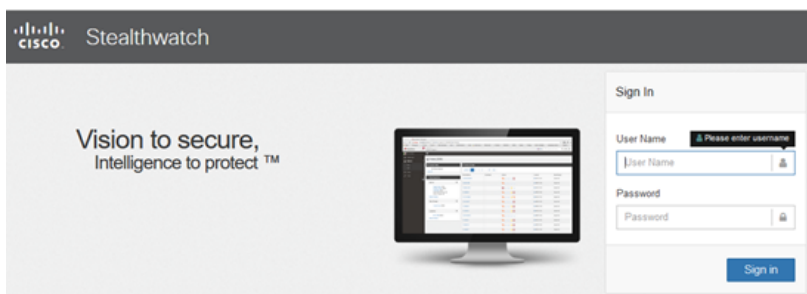 CISCO Stealthwatch
Vision to secure,
Intelligence to protect ™
Sign In
User Name
Please enter username
User Name
Password
Password
Sign in